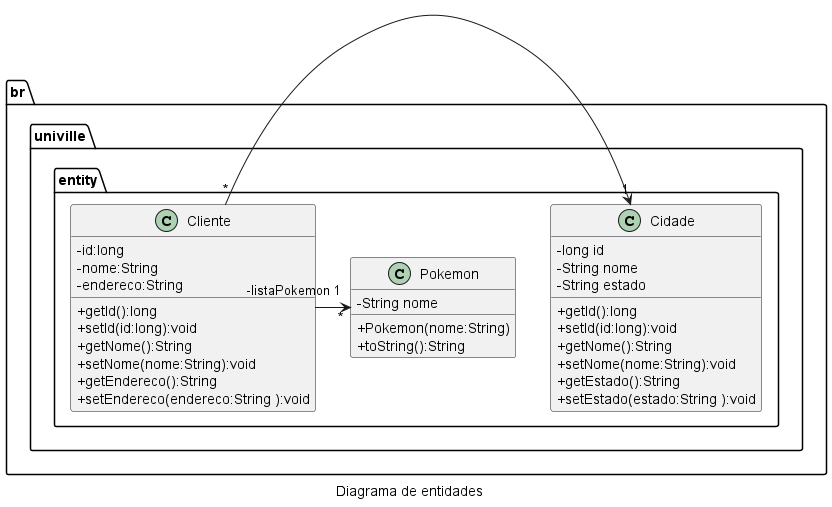 br
univille
entity
*
1
C Cliente
-id:long
-nome:String
-endereco:String
+getId():long
+setId(id:long):void
+getNome():String
+setNome(nome:String):void
+getEndereco():String
+setEndereco(endereco:String ):void
-listaPokemon 1
*
C Pokemon
-String nome
+Pokemon(nome:String)
+toString():String
C Cidade
-long id
-String nome
-String estado
+getId():long
+setId(id:long):void
+getNome():String
+setNome(nome:String):void
+getEstado():String
+setEstado(estado:String ):void
Diagrama de entidades